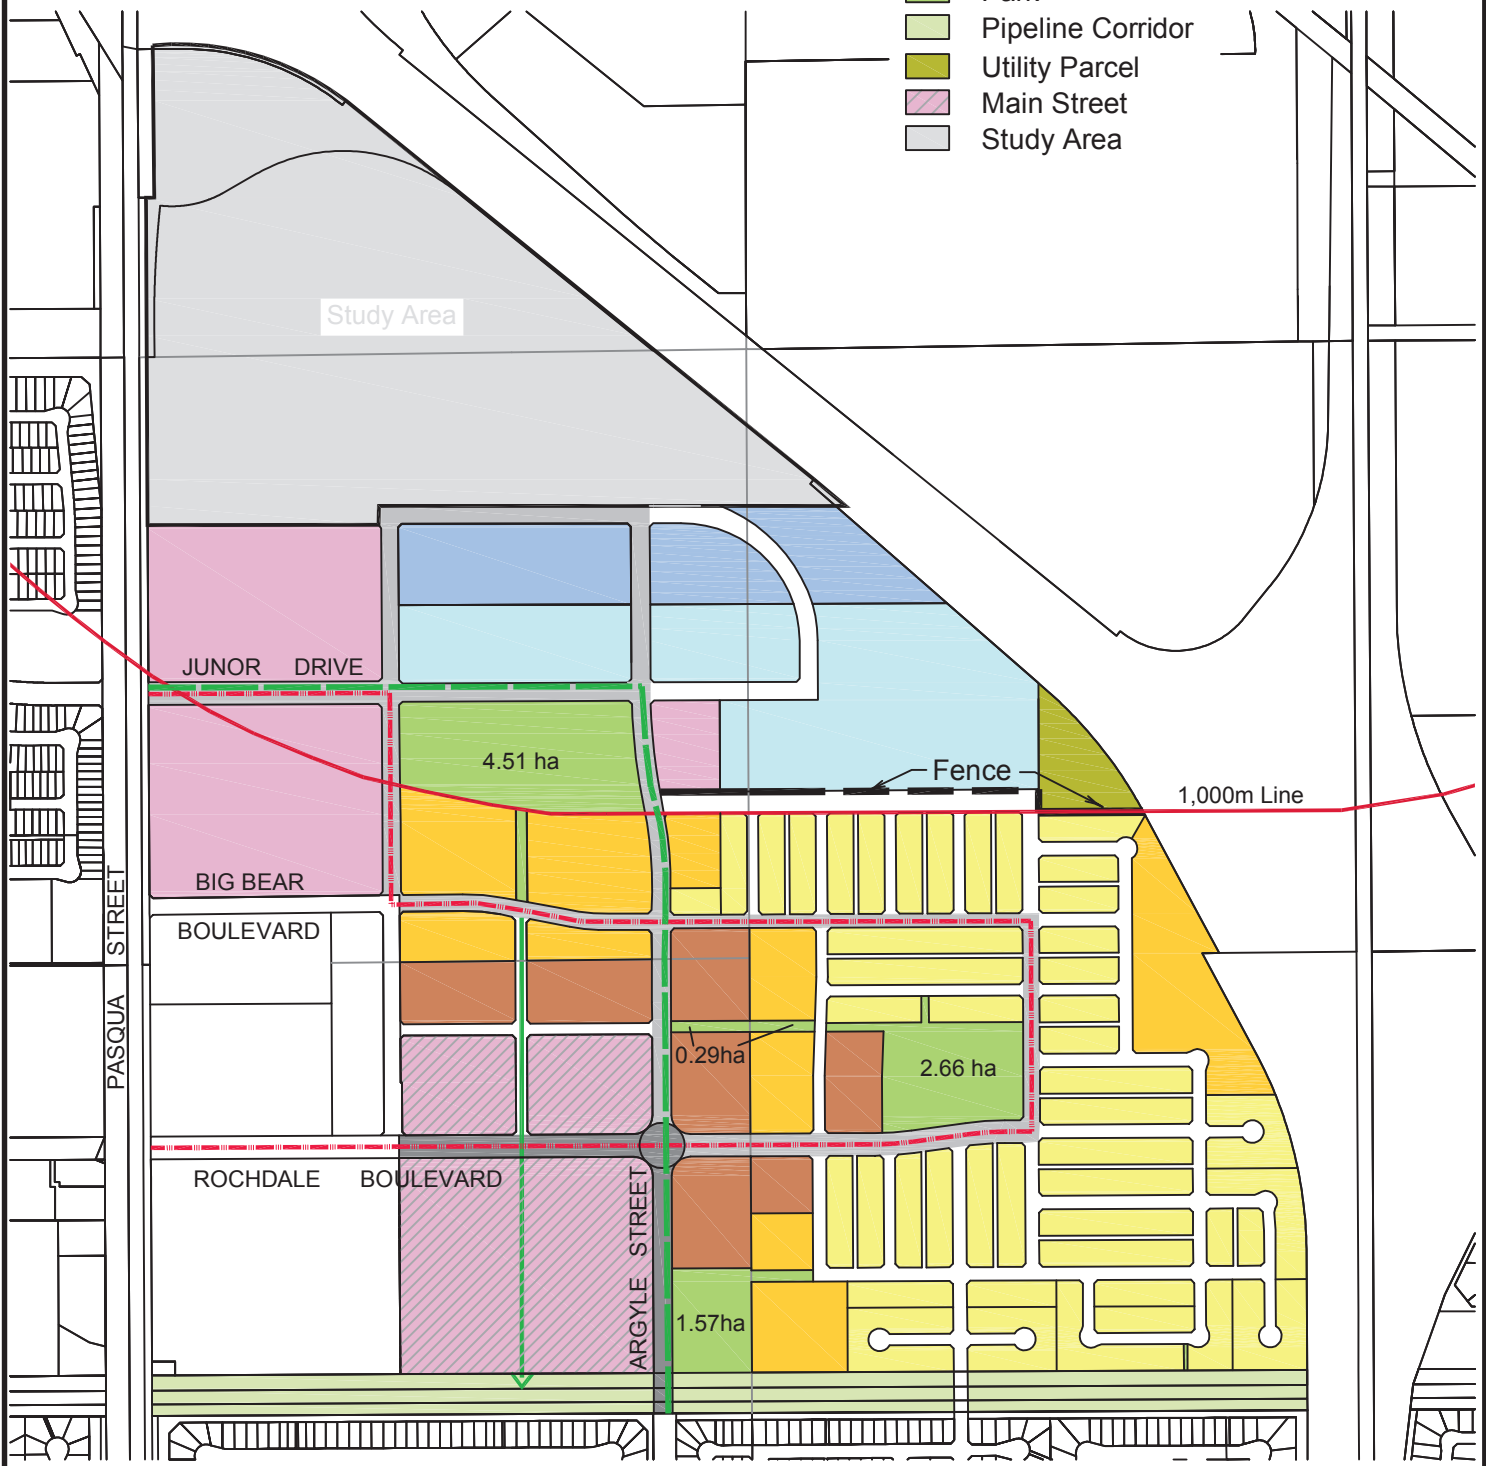 Pipeline Corridor
Utility Parcel
Main Street
Study Area
Study Area
JUNOR DRIVE
4.51 ha
Fence
1,000m Line
BIG BEAR
BOULEVARD
PASQUA STREET
0.29ha
2.66 ha
ROCHDALE BOULEVARD
ARGYLE STREET
1.57ha